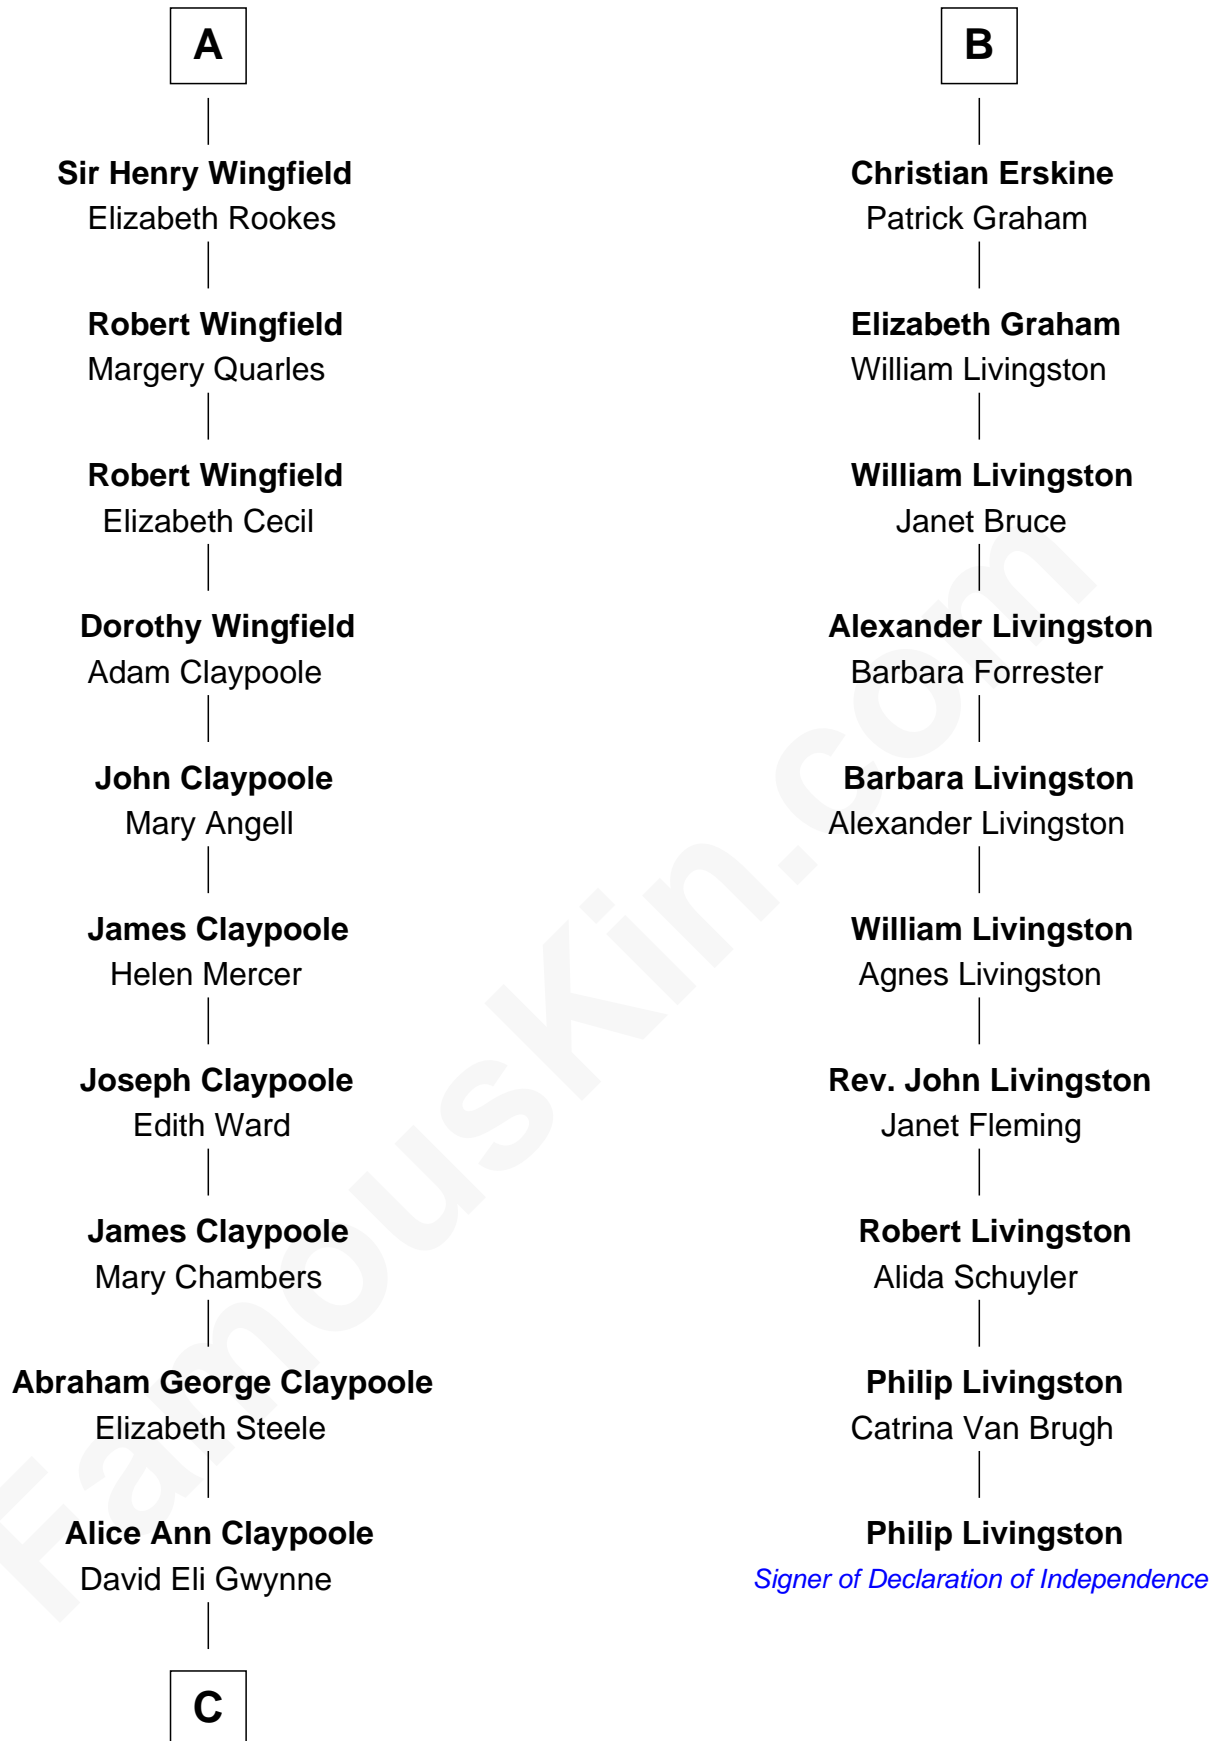 A
Sir Henry Wingfield
Elizabeth Rookes
Robert Wingfield
Margery Quarles
Robert Wingfield
Elizabeth Cecil
Dorothy Wingfield
Adam Claypoole
John Claypoole
Mary Angell
James Claypoole
Helen Mercer
Joseph Claypoole
Edith Ward
James Claypoole
Mary Chambers
Abraham George Claypoole
Elizabeth Steele
Alice Ann Claypoole
David Eli Gwynne
C
B
Christian Erskine
Patrick Graham
Elizabeth Graham
William Livingston
William Livingston
Janet Bruce
Alexander Livingston
Barbara Forrester
Barbara Livingston
Alexander Livingston
William Livingston
Agnes Livingston
Rev. John Livingston
Janet Fleming
Robert Livingston
Alida Schuyler
Philip Livingston
Catrina Van Brugh
Philip Livingston
Signer of Declaration of Independence
FamousKin.com